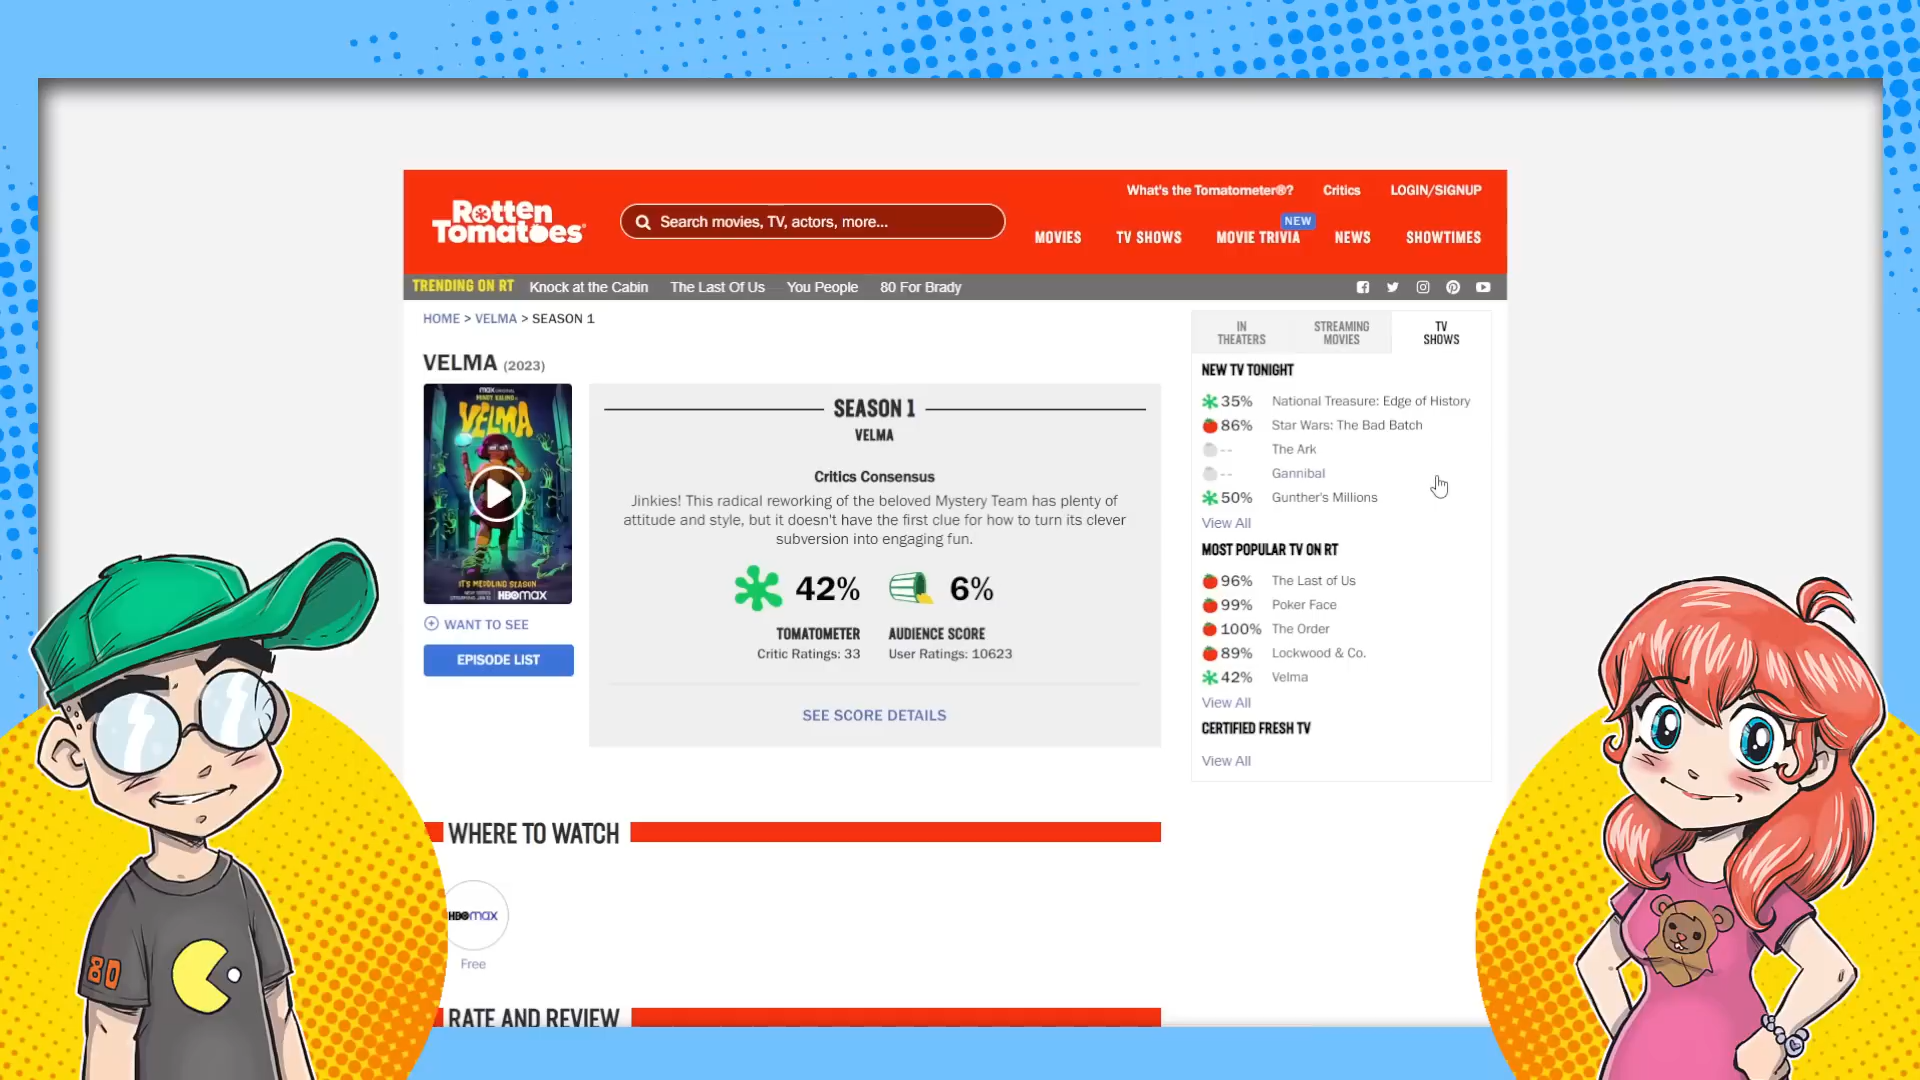 What's the Tomatometer®? Critics LOGIN/SIGNUP
Rotten
Tomatoes
Search movies, TV, actors, more...
NEW
MOVIES TV SHOWS MOVIE TRIVIA NEWS SHOWTIMES
TRENDING ON RT Knock at the Cabin The Last Of Us You People 80 For Brady
HOME > VELMA > SEASON 1
VELMA (2023)
max original
MINDY KALING is
VELMA
IT'S MEDDLING SEASON
HBOmax
WANT TO SEE
EPISODE LIST
SEASON 1
VELMA
Critics Consensus
Jinkies! This radical reworking of the beloved Mystery Team has plenty of
attitude and style, but it doesn't have the first clue for how to turn its clever
subversion into engaging fun.
42% 6%
TOMATOMETER AUDIENCE SCORE
Critic Ratings: 33 User Ratings: 10623
SEE SCORE DETAILS
IN
THEATERS
STREAMING
MOVIES
TV
SHOWS
NEW TV TONIGHT
35% National Treasure: Edge of History
86% Star Wars: The Bad Batch
-- The Ark
-- Gannibal
50% Gunther's Millions
View All
MOST POPULAR TV ON RT
96% The Last of Us
99% Poker Face
100% The Order
89% Lockwood & Co.
42% Velma
View All
CERTIFIED FRESH TV
View All
WHERE TO WATCH
HBOmax
Free
RATE AND REVIEW
80